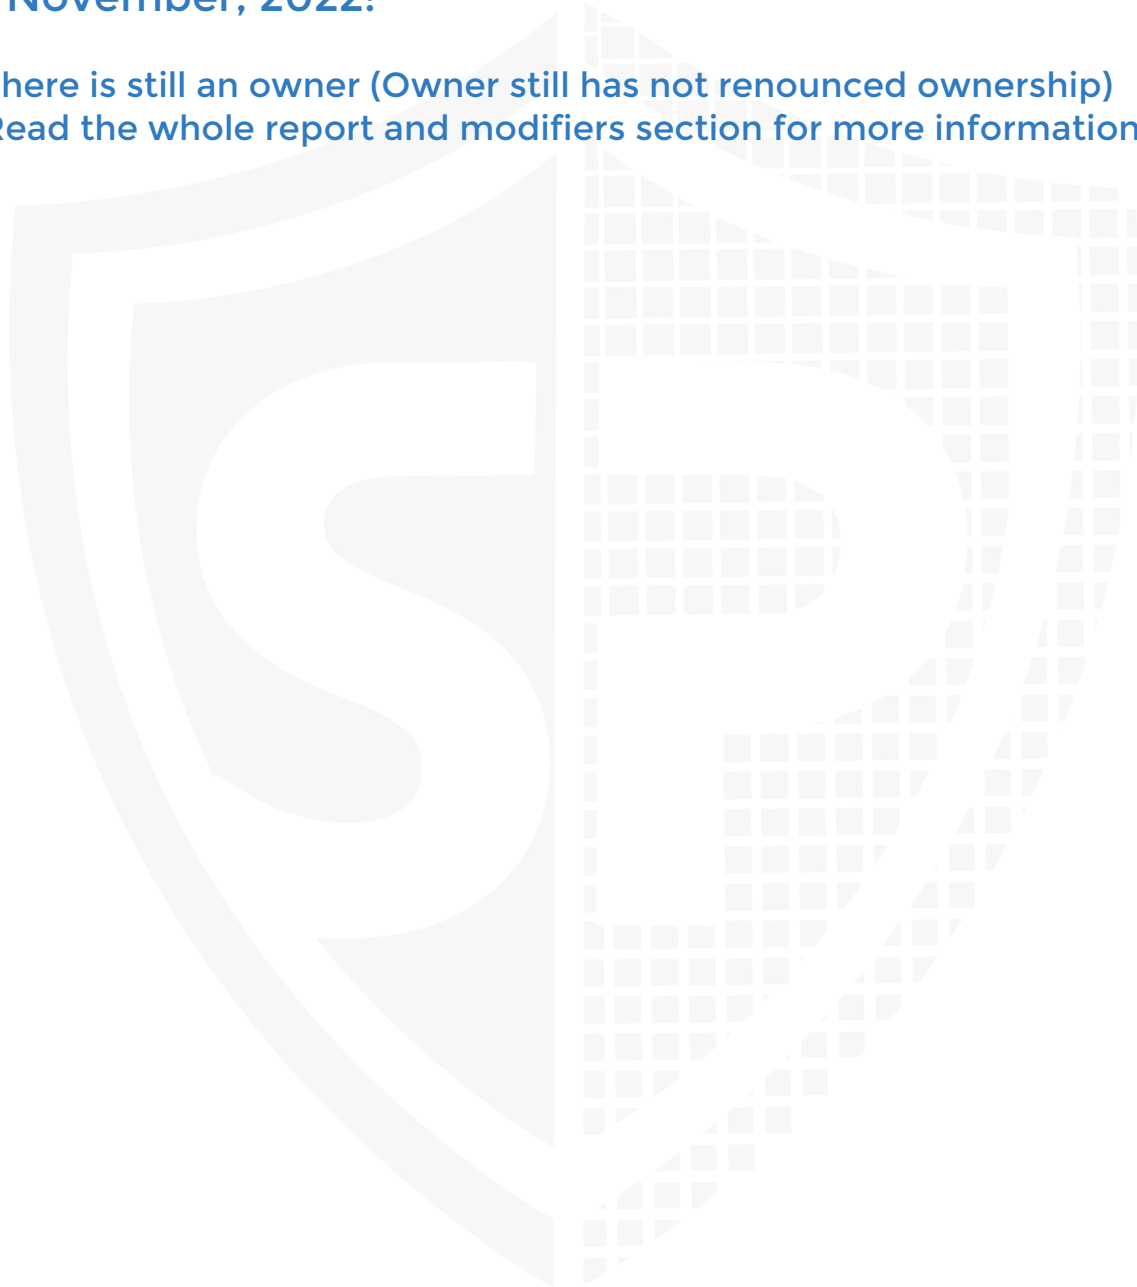 November, 2022:
here is still an owner (Owner still has not renounced ownership)
Read the whole report and modifiers section for more information
SP